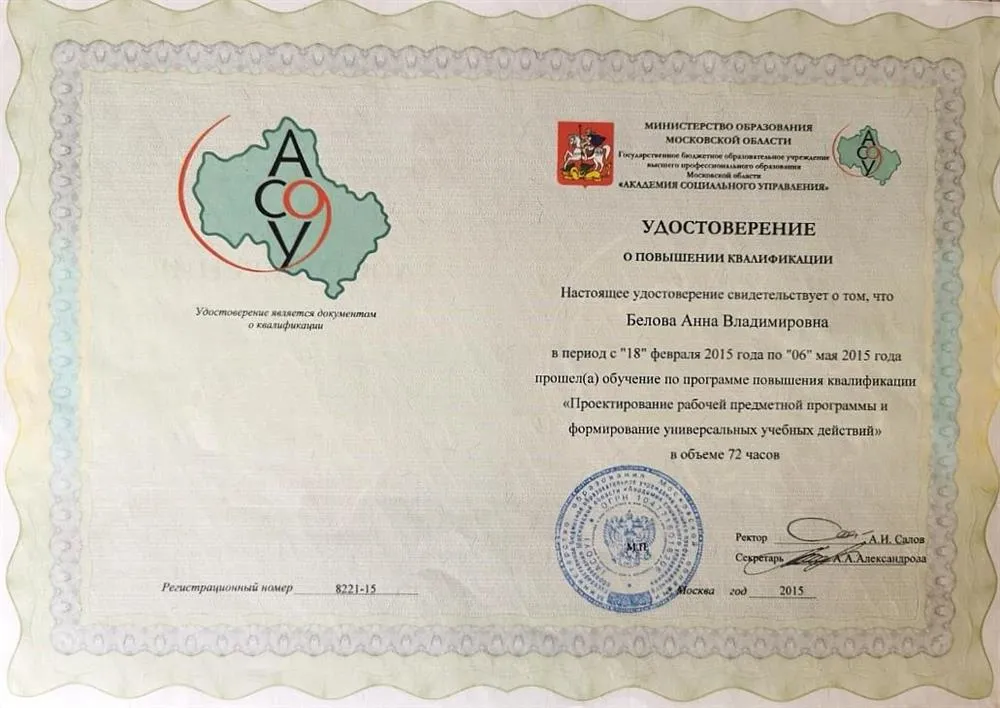 АСОУ
Удостоверение является документом
о квалификации
Регистрационный номер 8221-15
МИНИСТЕРСТВО ОБРАЗОВАНИЯ
МОСКОВСКОЙ ОБЛАСТИ
Государственное бюджетное образовательное учреждение
высшего профессионального образования
Московской области
«АКАДЕМИЯ СОЦИАЛЬНОГО УПРАВЛЕНИЯ»
АСОУ
УДОСТОВЕРЕНИЕ
О ПОВЫШЕНИИ КВАЛИФИКАЦИИ
Настоящее удостоверение свидетельствует о том, что
Белова Анна Владимировна
в период с "18" февраля 2015 года по "06" мая 2015 года
прошел(а) обучение по программе повышения квалификации
«Проектирование рабочей предметной программы и
формирование универсальных учебных действий»
в объеме 72 часов
М.П.
Ректор А.И. Салов
Секретарь А.А.Александрова
Москва год 2015